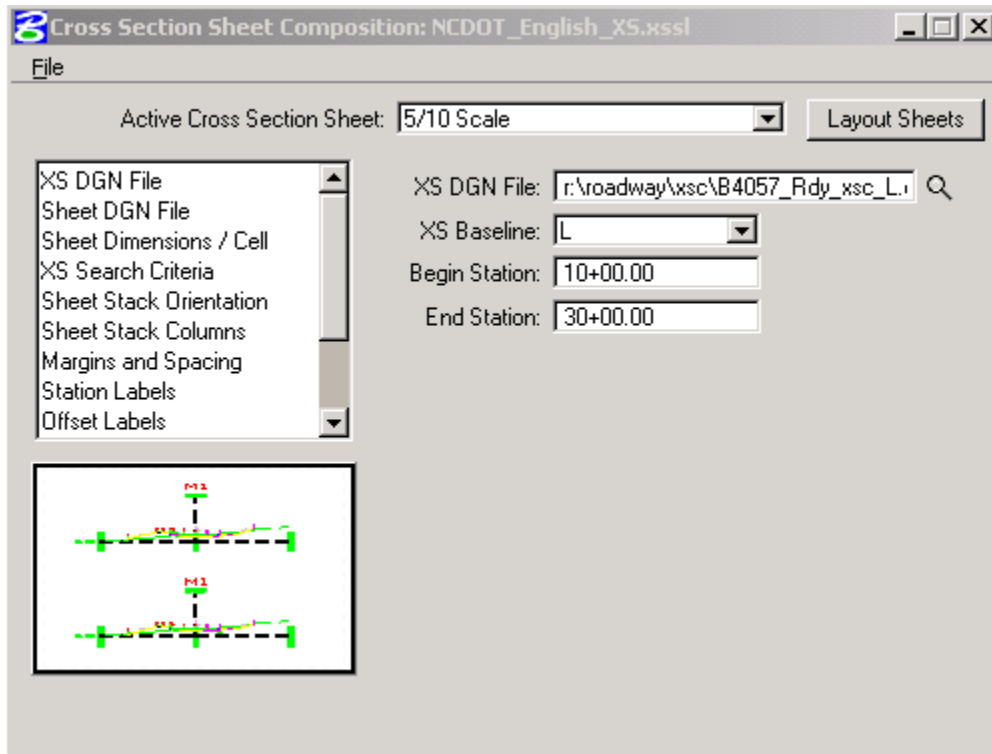 Cross Section Sheet Composition: NCDOT_English_XS.xssl
File
Active Cross Section Sheet: 5/10 Scale Layout Sheets
XS DGN File
Sheet DGN File
Sheet Dimensions / Cell
XS Search Criteria
Sheet Stack Orientation
Sheet Stack Columns
Margins and Spacing
Station Labels
Offset Labels
XS DGN File: r:\roadway\xsc\B4057_Rdy_xsc_L.
XS Baseline: L
Begin Station: 10+00.00
End Station: 30+00.00
M1
M1